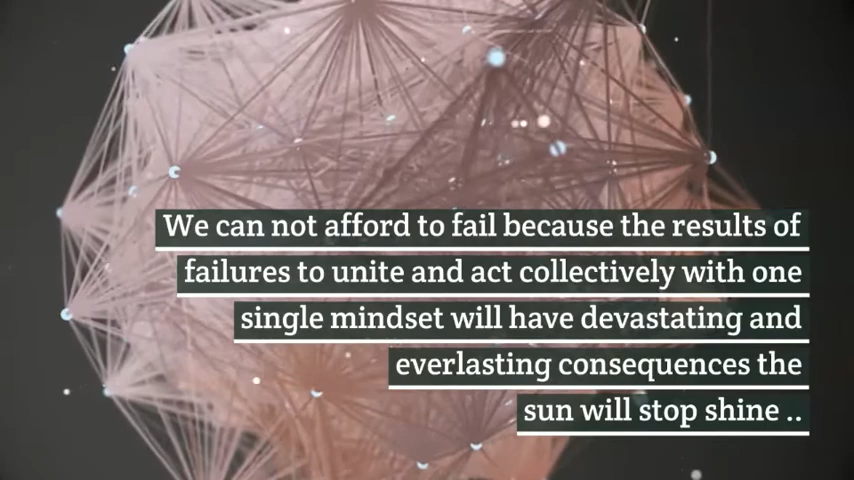 We can not afford to fail because the results of
failures to unite and act collectively with one
single mindset will have devastating and
everlasting consequences the
sun will stop shine ..